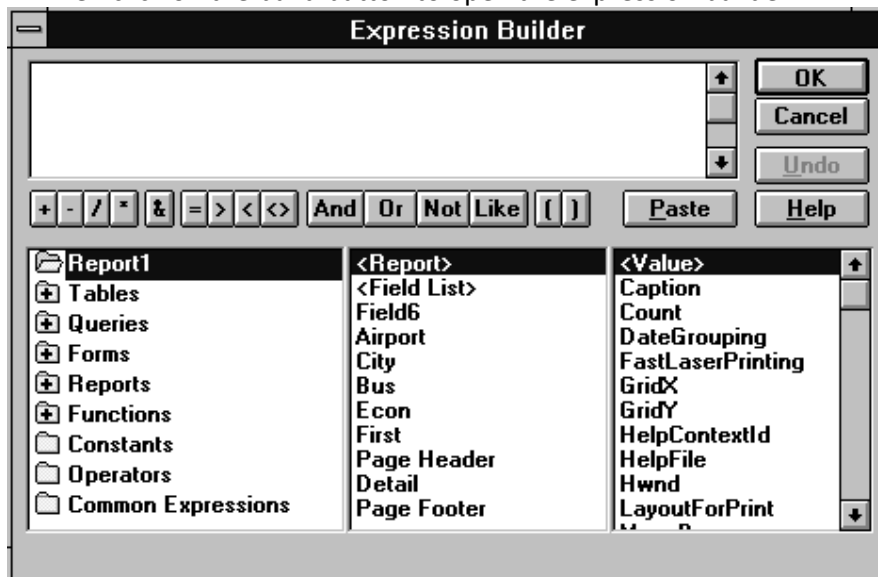 Expression Builder
OK
Cancel
Undo
+ - / * & = > < <> And Or Not Like ( ) Paste Help
Report1
Tables
Queries
Forms
Reports
Functions
Constants
Operators
Common Expressions
<Report>
<Field List>
Field6
Airport
City
Bus
Econ
First
Page Header
Detail
Page Footer
<Value>
Caption
Count
DateGrouping
FastLaserPrinting
GridX
GridY
HelpContextId
HelpFile
Hwnd
LayoutForPrint